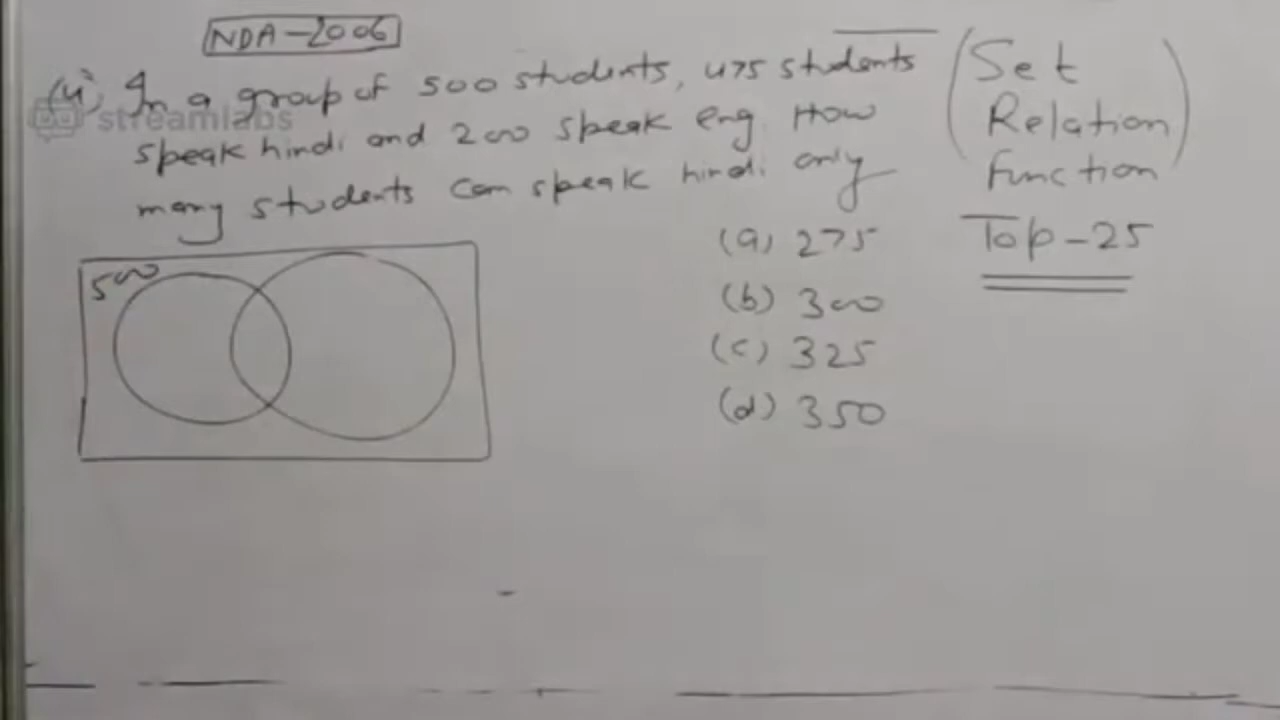 NDA-2006
(4) In a group of 500 students, 475 students
speak hindi and 200 speak eng. How
many students can speak hindi only
(a) 275
(b) 300
(c) 325
(d) 350
Set
Relation
function
Top-25
500
streamlabs